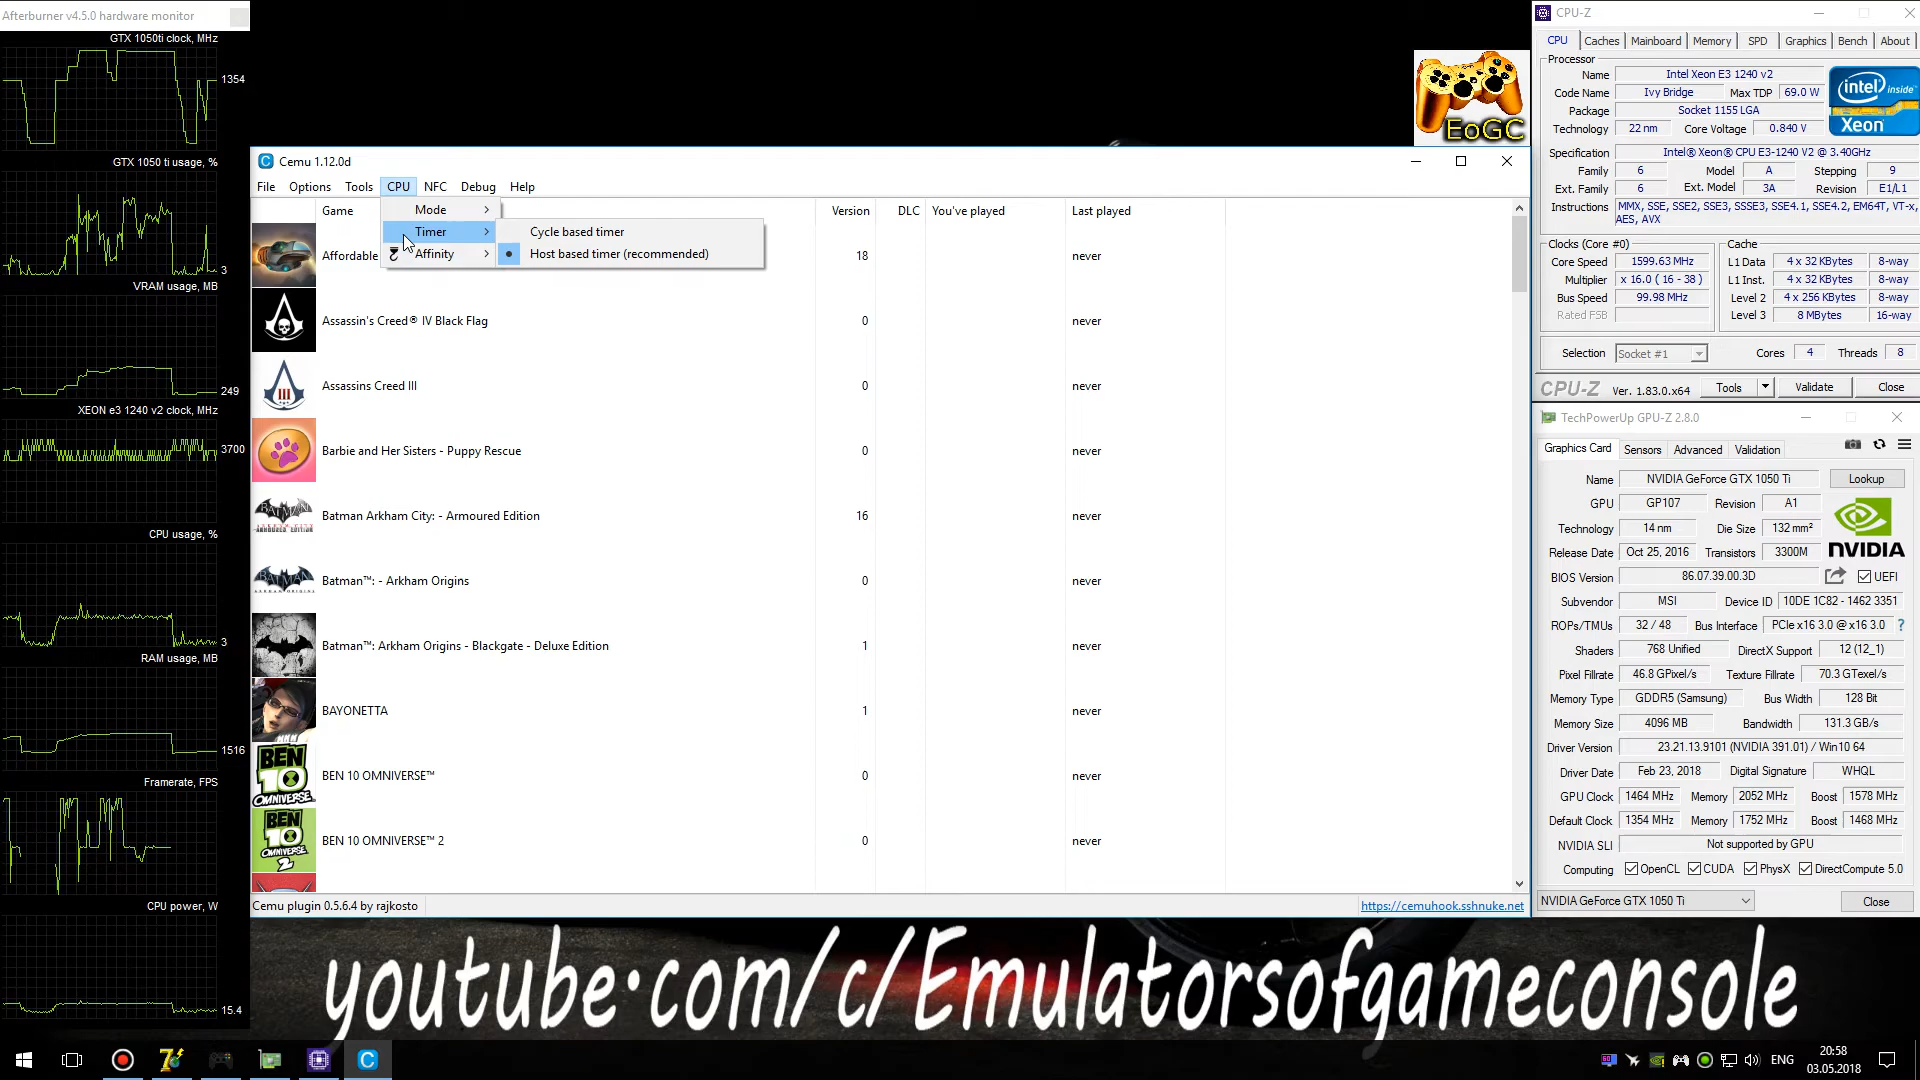 Afterburner v4.5.0 hardware monitor
GTX 1050ti clock, MHz
1354
GTX 1050 ti usage, %
3
VRAM usage, MB
249
XEON e3 1240 v2 clock, MHz
3700
CPU usage, %
3
RAM usage, MB
1516
Framerate, FPS
CPU power, W
15.4
EoGC
Cemu 1.12.0d
File Options Tools CPU NFC Debug Help
Game Version DLC You've played Last played
Mode
Timer
Affinity
Cycle based timer
Host based timer (recommended)
Affordable 18 never
Assassin's Creed® IV Black Flag 0 never
Assassins Creed III 0 never
Barbie and Her Sisters - Puppy Rescue 0 never
Batman Arkham City: - Armoured Edition 16 never
Batman™: - Arkham Origins 0 never
Batman™: Arkham Origins - Blackgate - Deluxe Edition 1 never
BAYONETTA 1 never
BEN 10 OMNIVERSE™ 0 never
BEN 10 OMNIVERSE™ 2 0 never
BEN
10
OMNIVERSE
BEN
10
OMNIVERSE
2
Cemu plugin 0.5.6.4 by rajkosto
https://cemuhook.sshnuke.net
CPU-Z
CPU Caches Mainboard Memory SPD Graphics Bench About
Processor
Name Intel Xeon E3 1240 v2
Code Name Ivy Bridge Max TDP 69.0 W
Package Socket 1155 LGA
Technology 22 nm Core Voltage 0.840 V
intel inside
Xeon
Specification Intel® Xeon® CPU E3-1240 V2 @ 3.40GHz
Family 6 Model A Stepping 9
Ext. Family 6 Ext. Model 3A Revision E1/L1
Instructions MMX, SSE, SSE2, SSE3, SSSE3, SSE4.1, SSE4.2, EM64T, VT-x,
AES, AVX
Clocks (Core #0)
Core Speed 1599.63 MHz
Multiplier x 16.0 ( 16 - 38 )
Bus Speed 99.98 MHz
Rated FSB
Cache
L1 Data 4 x 32 KBytes 8-way
L1 Inst. 4 x 32 KBytes 8-way
Level 2 4 x 256 KBytes 8-way
Level 3 8 MBytes 16-way
Selection Socket #1 Cores 4 Threads 8
CPU-Z Ver. 1.83.0.x64 Tools Validate Close
TechPowerUp GPU-Z 2.8.0
Graphics Card Sensors Advanced Validation
Name NVIDIA GeForce GTX 1050 Ti Lookup
GPU GP107 Revision A1
Technology 14 nm Die Size 132 mm²
Release Date Oct 25, 2016 Transistors 3300M
NVIDIA
BIOS Version 86.07.39.00.3D UEFI
Subvendor MSI Device ID 10DE 1C82 - 1462 3351
ROPs/TMUs 32 / 48 Bus Interface PCIe x16 3.0 @ x16 3.0 ?
Shaders 768 Unified DirectX Support 12 (12_1)
Pixel Fillrate 46.8 GPixel/s Texture Fillrate 70.3 GTexel/s
Memory Type GDDR5 (Samsung) Bus Width 128 Bit
Memory Size 4096 MB Bandwidth 131.3 GB/s
Driver Version 23.21.13.9101 (NVIDIA 391.01) / Win10 64
Driver Date Feb 23, 2018 Digital Signature WHQL
GPU Clock 1464 MHz Memory 2052 MHz Boost 1578 MHz
Default Clock 1354 MHz Memory 1752 MHz Boost 1468 MHz
NVIDIA SLI Not supported by GPU
Computing OpenCL CUDA PhysX DirectCompute 5.0
NVIDIA GeForce GTX 1050 Ti Close
youtube.com/c/Emulatorsofgameconsole
ENG
20:58
03.05.2018